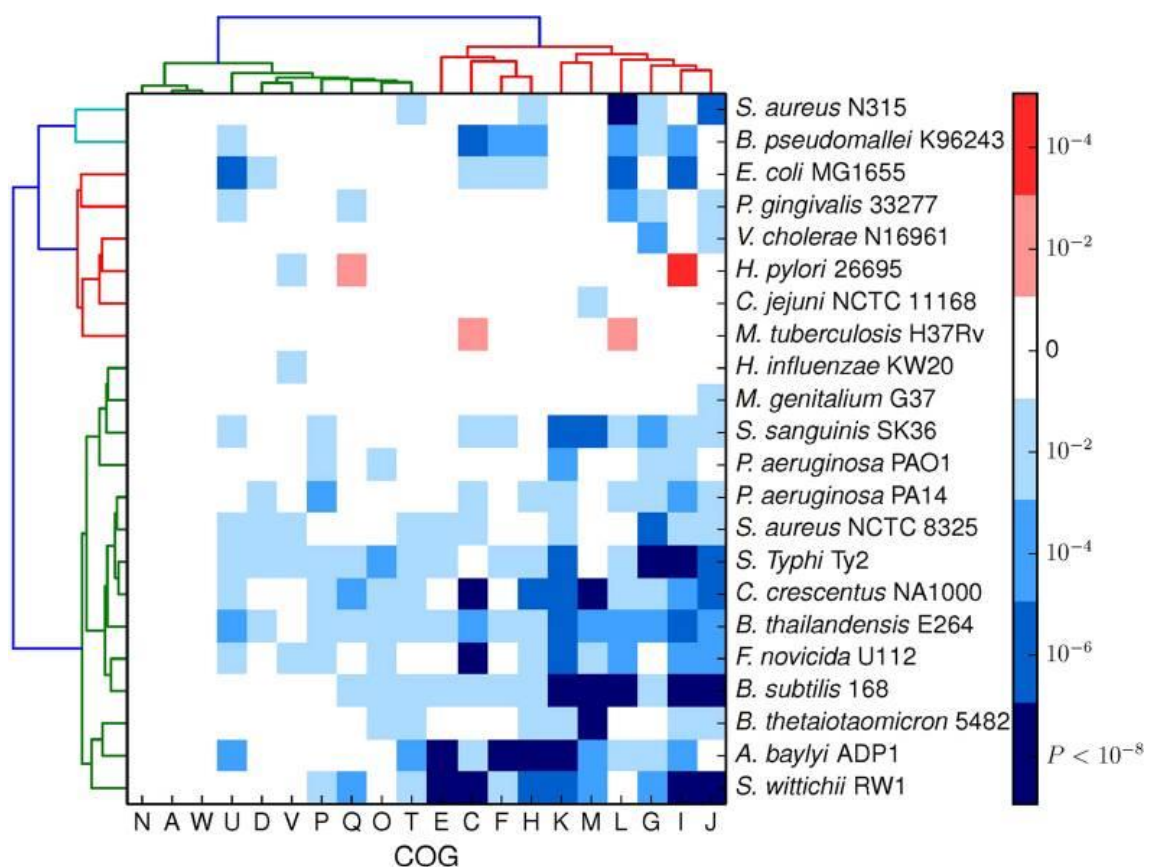 S. aureus N315
B. pseudomallei K96243
E. coli MG1655
P. gingivalis 33277
V. cholerae N16961
H. pylori 26695
C. jejuni NCTC 11168
M. tuberculosis H37Rv
H. influenzae KW20
M. genitalium G37
S. sanguinis SK36
P. aeruginosa PAO1
P. aeruginosa PA14
S. aureus NCTC 8325
S. Typhi Ty2
C. crescentus NA1000
B. thailandensis E264
F. novicida U112
B. subtilis 168
B. thetaiotaomicron 5482
A. baylyi ADP1
S. wittichii RW1
N A W U D V P Q O T E C F H K M L G I J
COG
10⁻⁴
10⁻²
0
10⁻²
10⁻⁴
10⁻⁶
P < 10⁻⁸